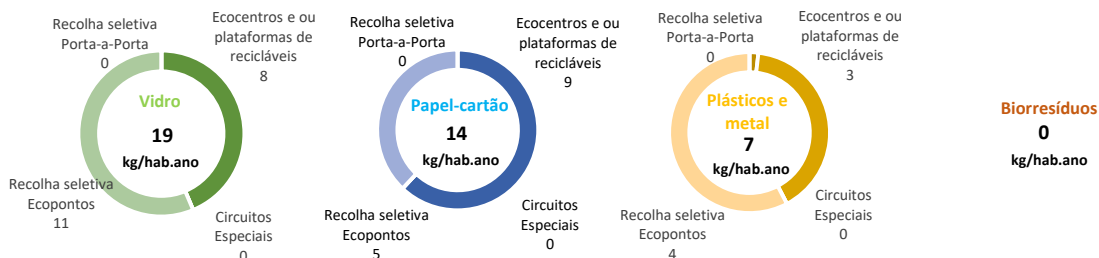 Recolha seletiva
Porta-a-Porta
0
Ecocentros e ou
plataformas de
recicláveis
8
Vidro
19
kg/hab.ano
Recolha seletiva
Ecopontos
11
Circuitos
Especiais
0
Recolha seletiva
Porta-a-Porta
0
Ecocentros e ou
plataformas de
recicláveis
9
Papel-cartão
14
kg/hab.ano
Recolha seletiva
Ecopontos
5
Circuitos
Especiais
0
Recolha seletiva
Porta-a-Porta
0
Ecocentros e ou
plataformas de
recicláveis
3
Plásticos e
metal
7
kg/hab.ano
Recolha seletiva
Ecopontos
4
Circuitos
Especiais
0
Biorresíduos
0
kg/hab.ano